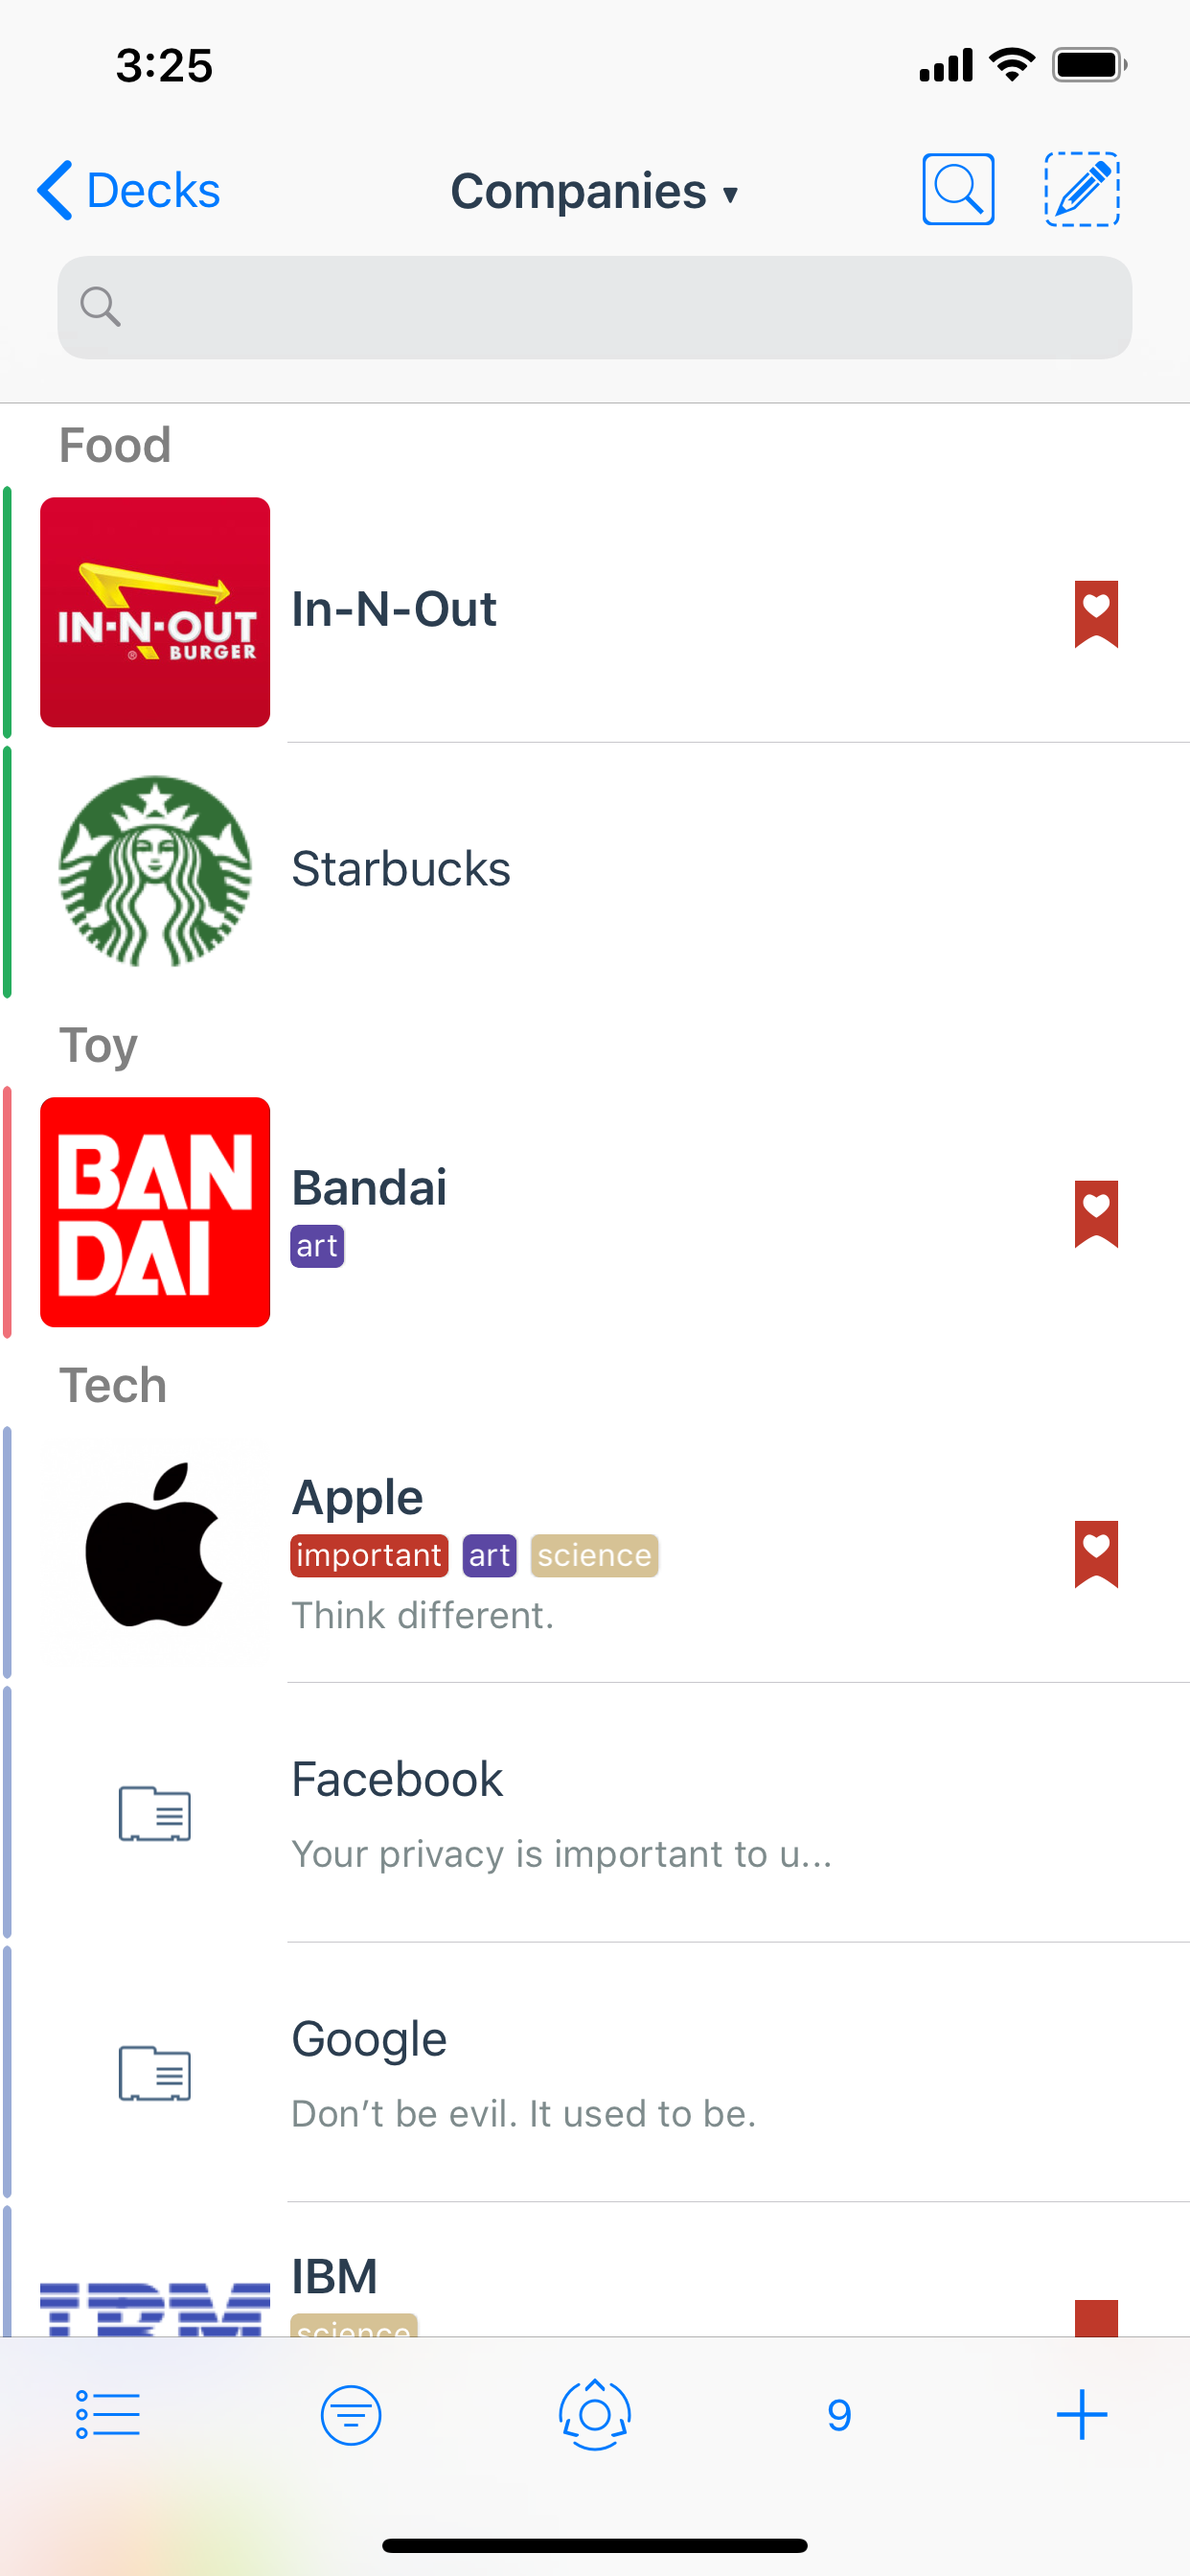 3:25
Decks
Companies ▾
Food
IN-N-OUT
® BURGER
In-N-Out
Starbucks
Toy
BAN
DAI
Bandai
art
Tech
Apple
important art science
Think different.
Facebook
Your privacy is important to u...
Google
Don’t be evil. It used to be.
IBM
IBM
science
9